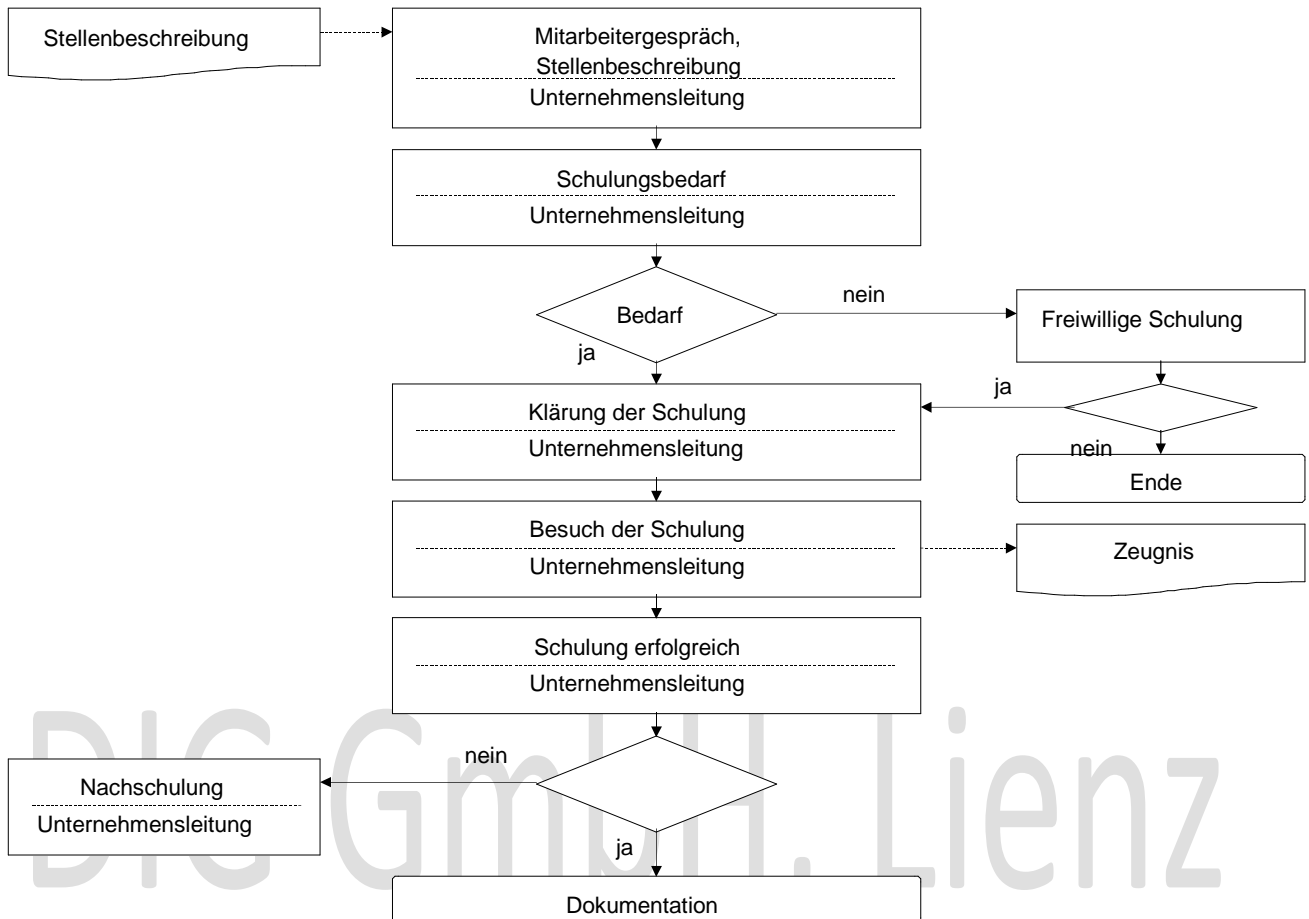 Stellenbeschreibung
Mitarbeitergespräch,
Stellenbeschreibung
Unternehmensleitung
Schulungsbedarf
Unternehmensleitung
Bedarf
nein
Freiwillige Schulung
ja
ja
Klärung der Schulung
Unternehmensleitung
nein
Ende
Besuch der Schulung
Unternehmensleitung
Zeugnis
Schulung erfolgreich
Unternehmensleitung
nein
Nachschulung
Unternehmensleitung
ja
Dokumentation
DIG GmbH. Lienz